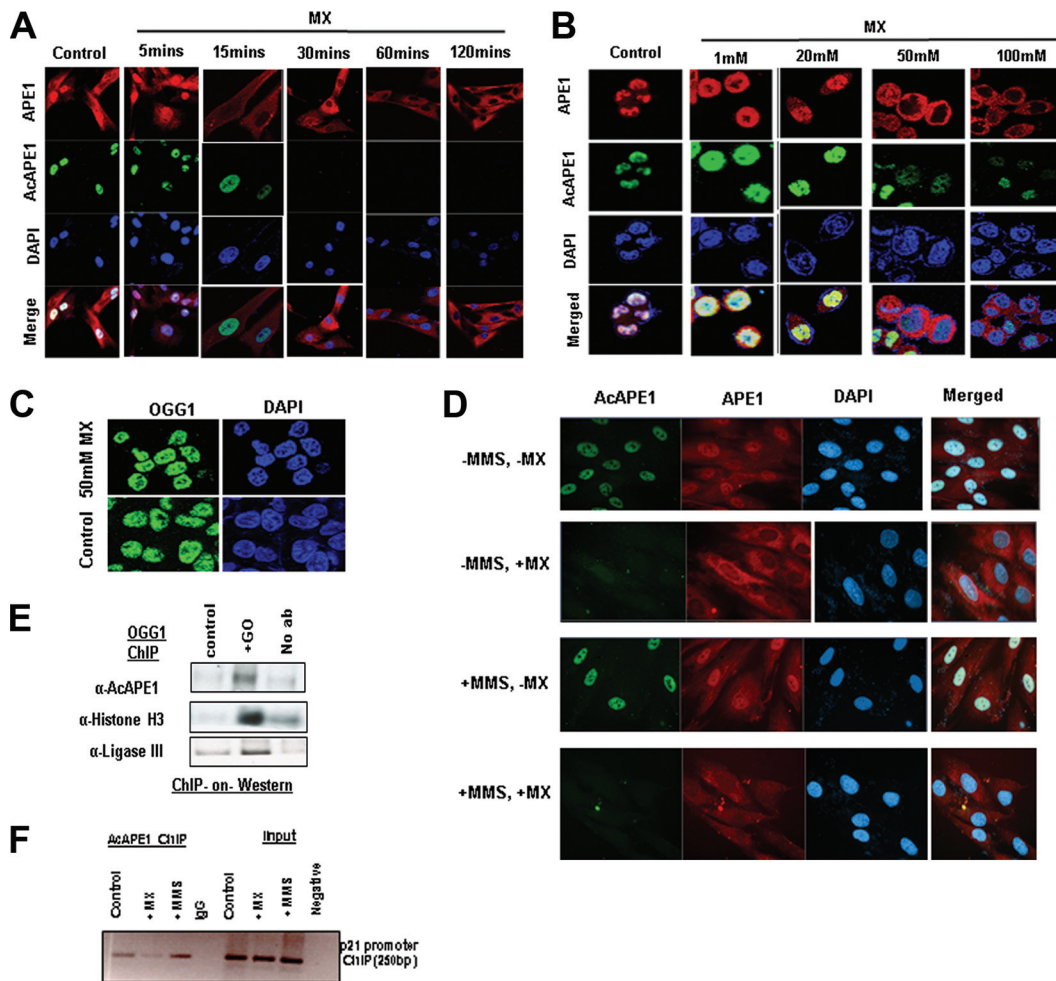 A
MX
Control 5mins 15mins 30mins 60mins 120mins
APE1
AcAPE1
DAPI
Merge
B
MX
Control 1mM 20mM 50mM 100mM
APE1
AcAPE1
DAPI
Merged
C
OGG1 DAPI
50mM MX
Control
D
AcAPE1 APE1 DAPI Merged
-MMS, -MX
-MMS, +MX
+MMS, -MX
+MMS, +MX
E
OGG1
ChIP
control +GO No ab
α-AcAPE1
α-Histone H3
α-Ligase III
ChIP- on- Western
F
AcAPE1 ChIP Input
Control + MX + MMS IgG Control + MX + MMS Negative
p21 promoter
ChIP(250bp)